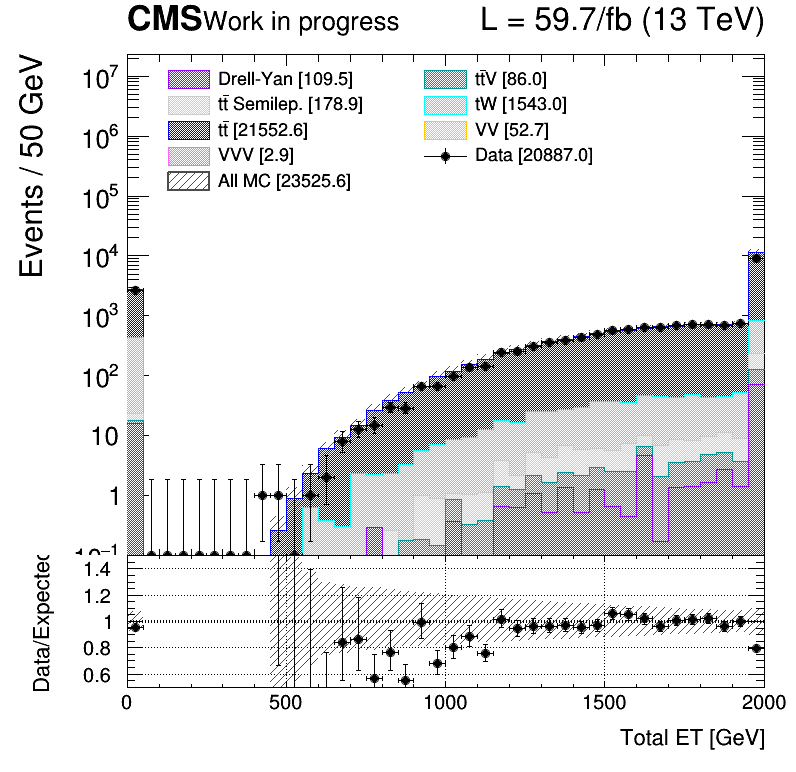 CMS Work in progress L = 59.7/fb (13 TeV)
Events / 50 GeV
10⁷
10⁶
10⁵
10⁴
10³
10²
10
1
10⁻¹
Drell-Yan [109.5]
tt̄ Semilep. [178.9]
tt̄ [21552.6]
VVV [2.9]
All MC [23525.6]
tt̄V [86.0]
tW [1543.0]
VV [52.7]
Data [20887.0]
Data/Expected
1.4
1.2
1
0.8
0.6
0 500 1000 1500 2000
Total ET [GeV]